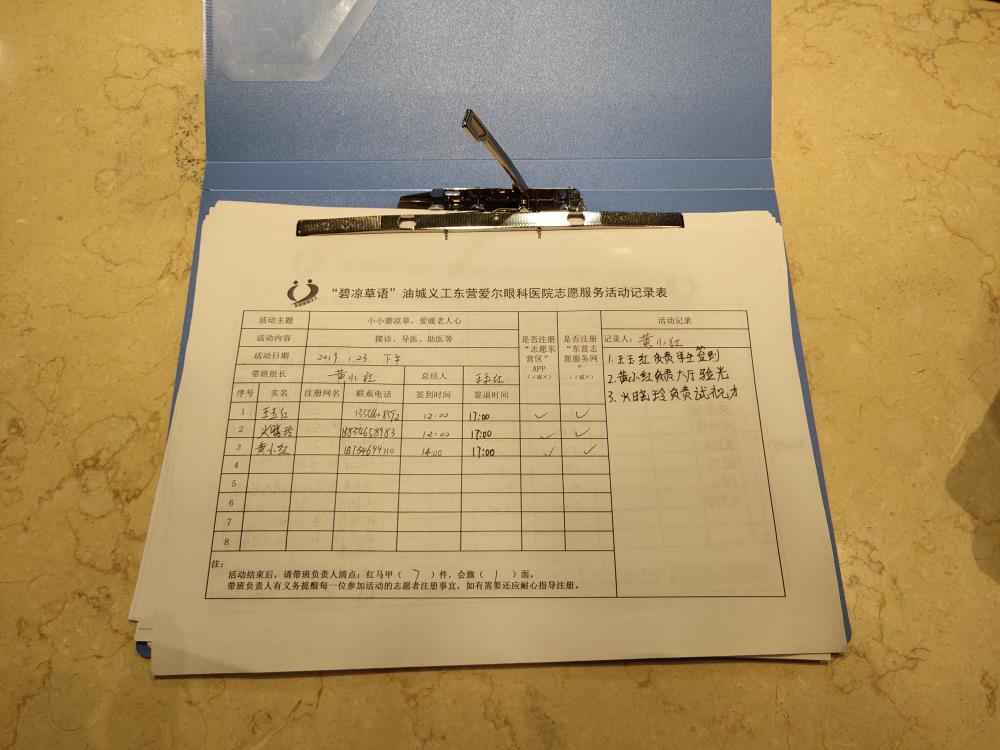 “碧凉草语”油城义工东营爱尔眼科医院志愿服务活动记录表
活动主题 小小碧凉草,爱暖老人心 是否注册“志愿东营区”APP(√或×) 是否注册“东营志愿服务网”(√或×) 活动记录
活动内容 接诊、导医、助医等 记录人:黄小红
活动日期 2019.1.23 下午
带班组长 黄小红 总结人 王玉红
序号 实名 注册网名 联系电话 签到时间 签退时间
1 王玉红 12:00 17:00 √ √
2 火晓玲 18354658983 12:00 17:00 √ √
3 黄小红 18754699110 14:00 17:00 √ √
4
5
6
7
8
1.王玉红负责 签到
2.黄小红负责大厅验光
3.火晓玲负责试视力
注:
活动结束后,请带班负责人清点:红马甲(7)件,会旗(1)面。
带班负责人有义务提醒每一位参加活动的志愿者注册事宜,如有需要还应耐心指导注册。